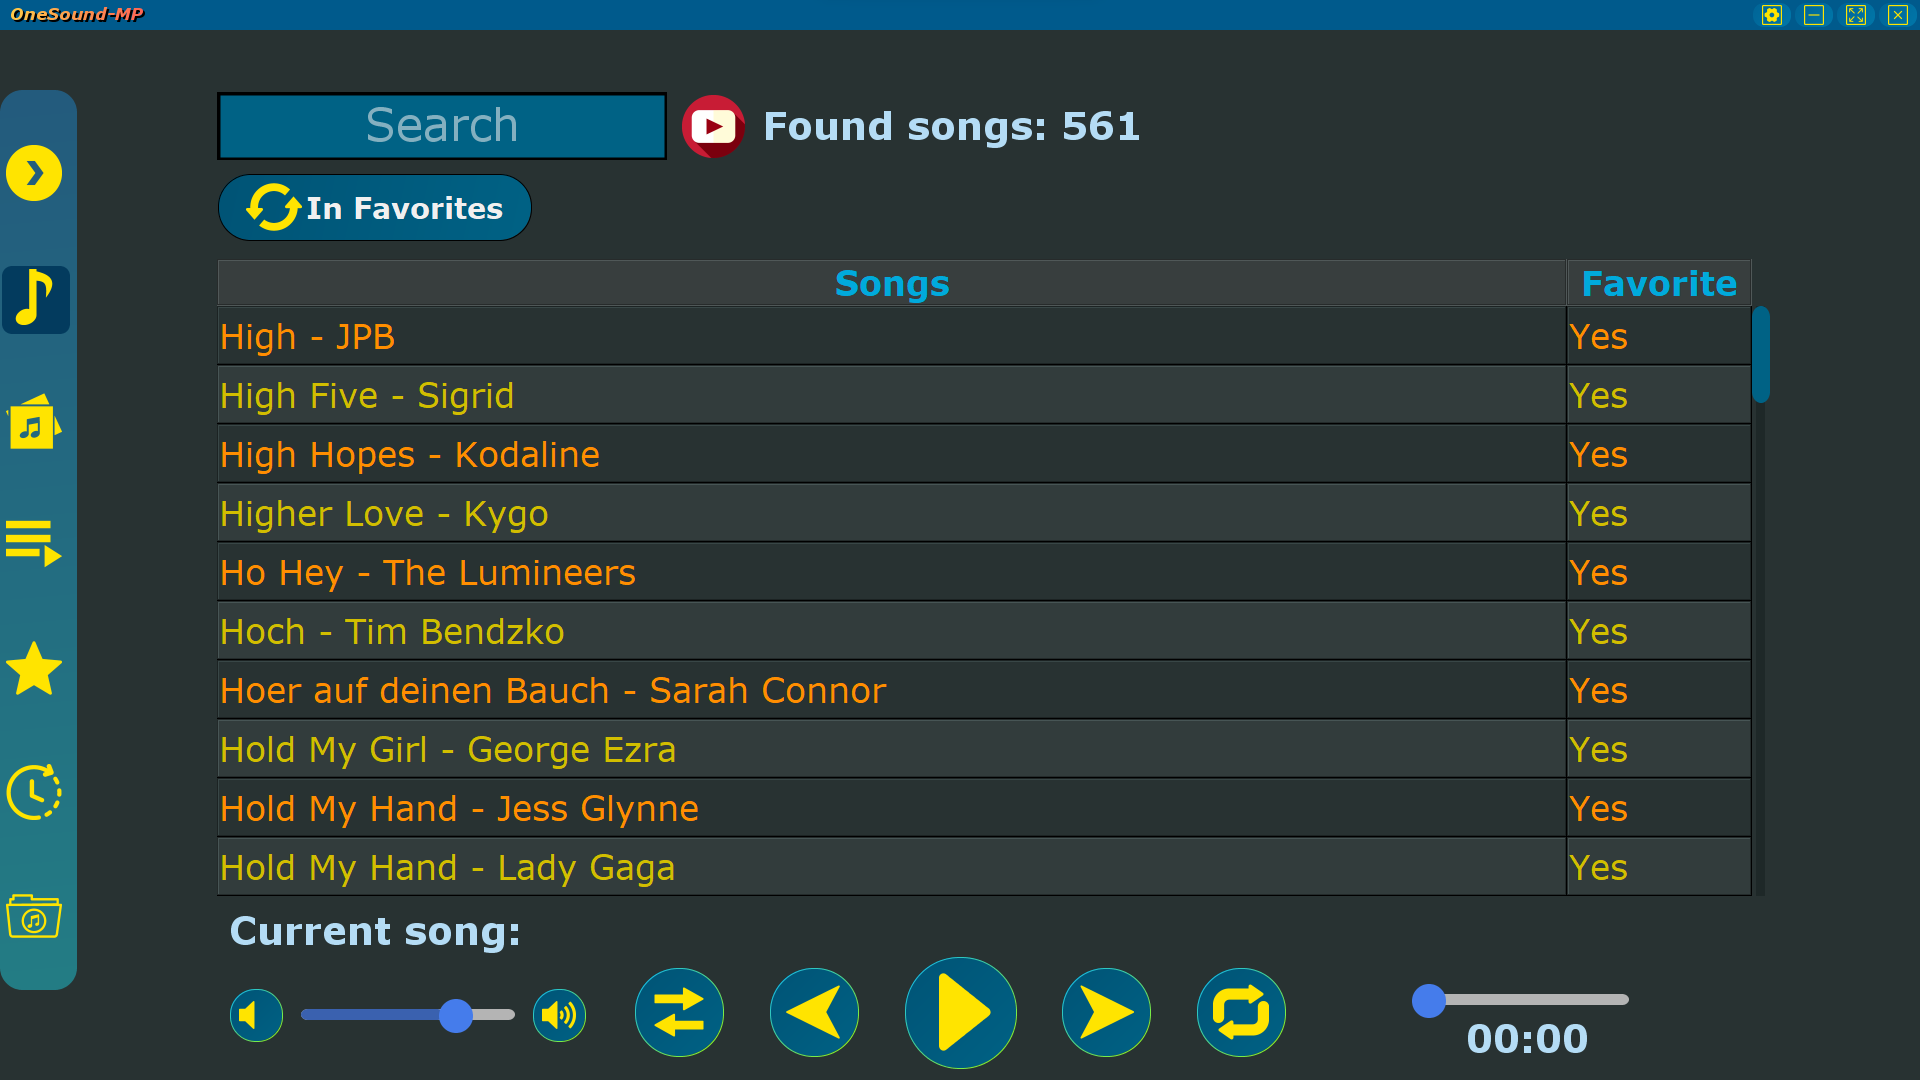 OneSound-MP
Search
Found songs: 561
In Favorites
Songs Favorite
High - JPB Yes
High Five - Sigrid Yes
High Hopes - Kodaline Yes
Higher Love - Kygo Yes
Ho Hey - The Lumineers Yes
Hoch - Tim Bendzko Yes
Hoer auf deinen Bauch - Sarah Connor Yes
Hold My Girl - George Ezra Yes
Hold My Hand - Jess Glynne Yes
Hold My Hand - Lady Gaga Yes
Current song:
00:00